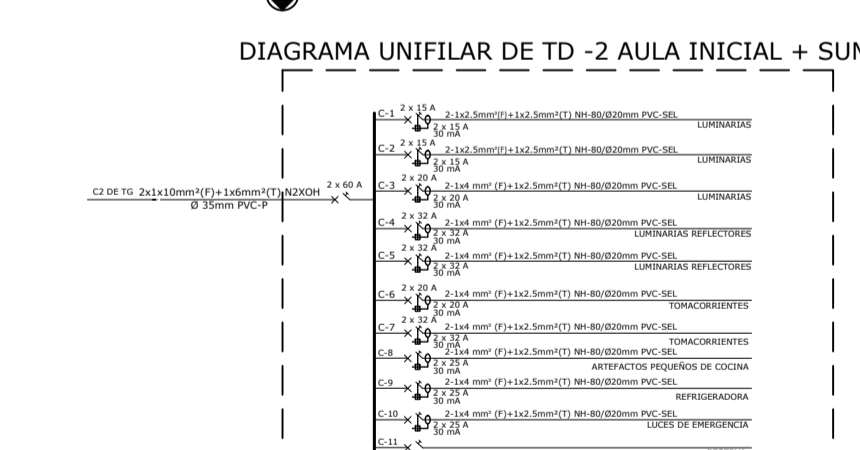 DIAGRAMA UNIFILAR DE TD -2 AULA INICIAL + SUM
C2 DE TG 2x1x10mm²(F)+1x6mm²(T) N2XOH
Ø 35mm PVC-P
2 x 60 A
C-1 2 x 15 A 2-1x2.5mm²(F)+1x2.5mm²(T) NH-80/Ø20mm PVC-SEL
2 x 15 A
30 mA
LUMINARIAS
C-2 2 x 15 A 2-1x2.5mm²(F)+1x2.5mm²(T) NH-80/Ø20mm PVC-SEL
2 x 15 A
30 mA
LUMINARIAS
C-3 2 x 20 A 2-1x4 mm² (F)+1x2.5mm²(T) NH-80/Ø20mm PVC-SEL
2 x 20 A
30 mA
LUMINARIAS
C-4 2 x 32 A 2-1x4 mm² (F)+1x2.5mm²(T) NH-80/Ø20mm PVC-SEL
2 x 32 A
30 mA
LUMINARIAS REFLECTORES
C-5 2 x 32 A 2-1x4 mm² (F)+1x2.5mm²(T) NH-80/Ø20mm PVC-SEL
2 x 32 A
30 mA
LUMINARIAS REFLECTORES
C-6 2 x 20 A 2-1x4 mm² (F)+1x2.5mm²(T) NH-80/Ø20mm PVC-SEL
2 x 20 A
30 mA
TOMACORRIENTES
C-7 2 x 32 A 2-1x4 mm² (F)+1x2.5mm²(T) NH-80/Ø20mm PVC-SEL
2 x 32 A
30 mA
TOMACORRIENTES
C-8 2-1x4 mm² (F)+1x2.5mm²(T) NH-80/Ø20mm PVC-SEL
2 x 25 A
30 mA
ARTEFACTOS PEQUEÑOS DE COCINA
C-9 2-1x4 mm² (F)+1x2.5mm²(T) NH-80/Ø20mm PVC-SEL
2 x 25 A
30 mA
REFRIGERADORA
C-10 2-1x4 mm² (F)+1x2.5mm²(T) NH-80/Ø20mm PVC-SEL
2 x 25 A
30 mA
LUCES DE EMERGENCIA
C-11